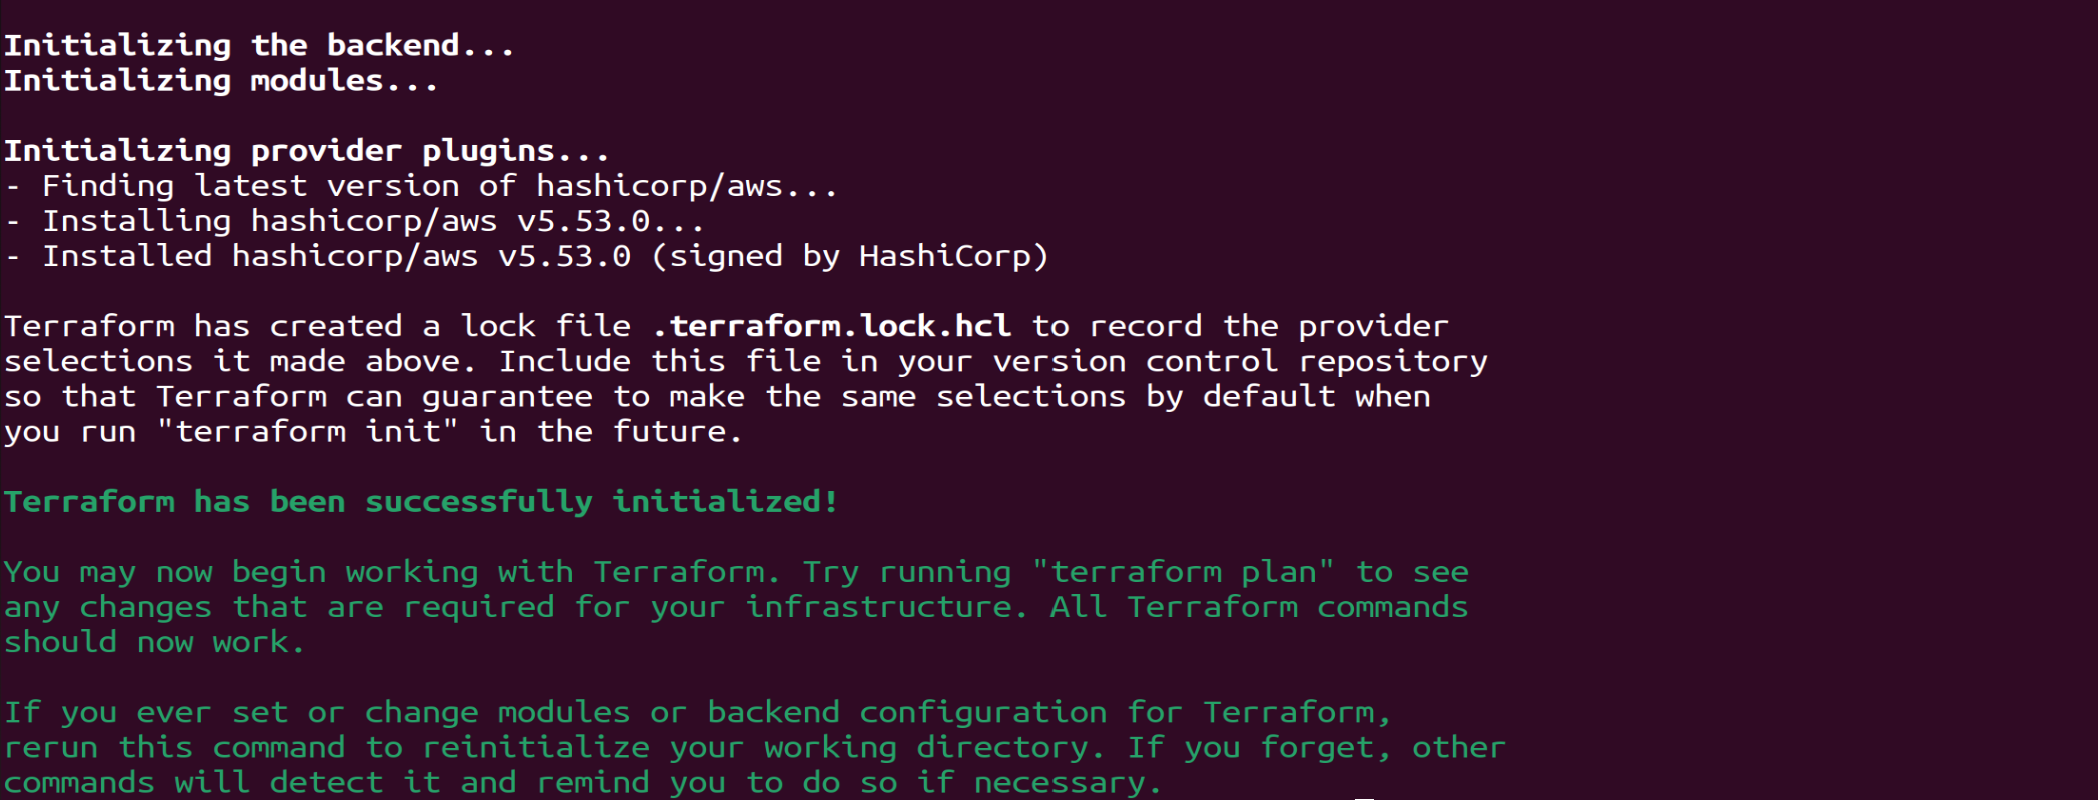 Initializing the backend...
Initializing modules...
Initializing provider plugins...
- Finding latest version of hashicorp/aws...
- Installing hashicorp/aws v5.53.0...
- Installed hashicorp/aws v5.53.0 (signed by HashiCorp)
Terraform has created a lock file .terraform.lock.hcl to record the provider
selections it made above. Include this file in your version control repository
so that Terraform can guarantee to make the same selections by default when
you run "terraform init" in the future.
Terraform has been successfully initialized!
You may now begin working with Terraform. Try running "terraform plan" to see
any changes that are required for your infrastructure. All Terraform commands
should now work.
If you ever set or change modules or backend configuration for Terraform,
rerun this command to reinitialize your working directory. If you forget, other
commands will detect it and remind you to do so if necessary.